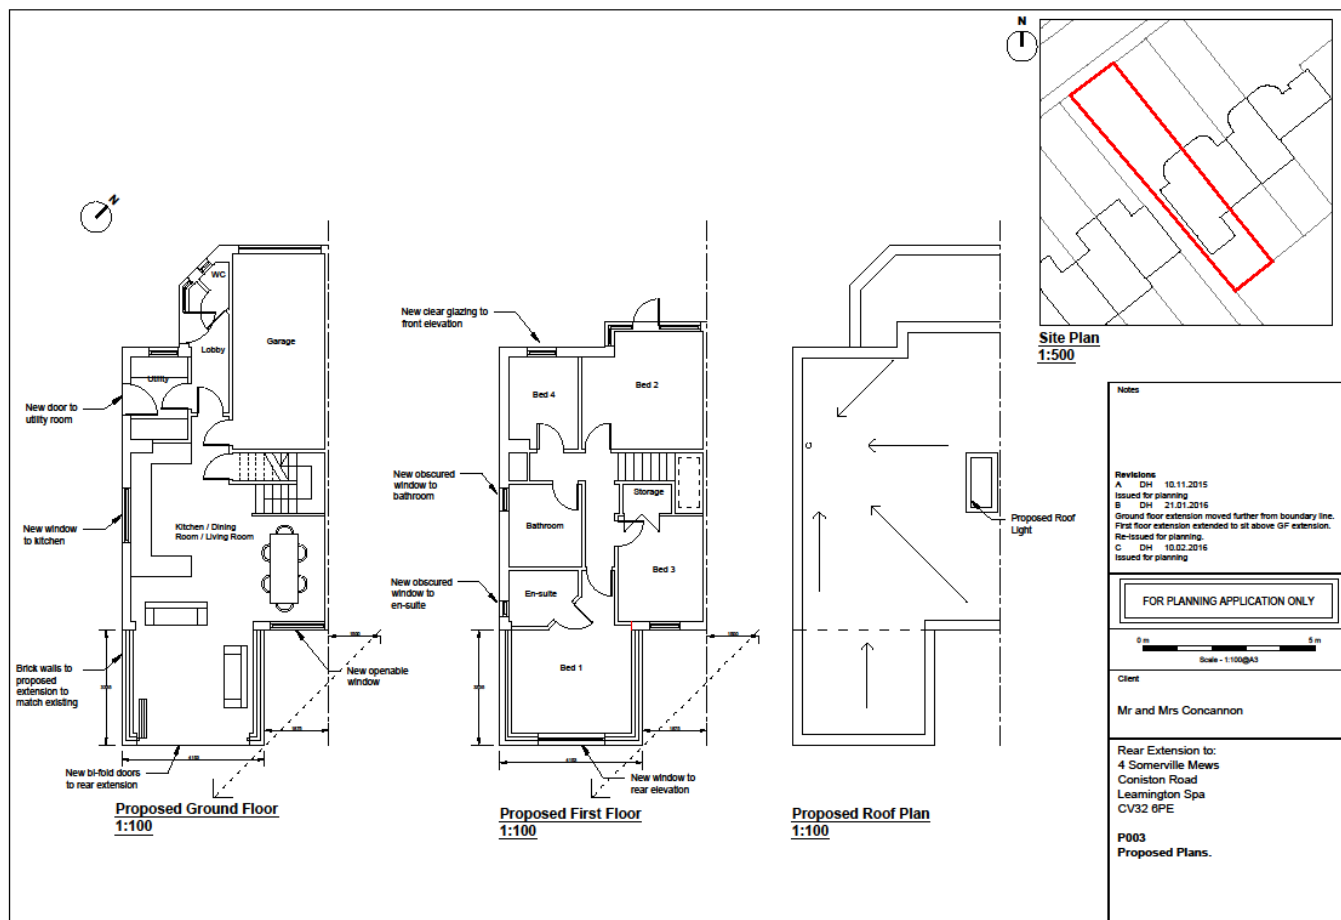 N
Site Plan
1:500
N
WC
Lobby
Garage
Utility
New door to
utility room
New window
to kitchen
Kitchen / Dining
Room / Living Room
Brick walls to
proposed
extension to
match existing
New openable
window
New bi-fold doors
to rear extension
4100
Proposed Ground Floor
1:100
New clear glazing to
front elevation
Bed 4
Bed 2
New obscured
window to
bathroom
Storage
Bathroom
Bed 3
New obscured
window to
en-suite
En-suite
Bed 1
New window to
rear elevation
4100
Proposed First Floor
1:100
Proposed Roof
Light
Proposed Roof Plan
1:100
Notes
Revisions
A DH 10.11.2015
Issued for planning
B DH 21.01.2016
Ground floor extension moved further from boundary line.
First floor extension extended to sit above GF extension.
Re-issued for planning.
C DH 10.02.2016
Issued for planning
FOR PLANNING APPLICATION ONLY
0 m 5 m
Scale - 1:100@A3
Client
Mr and Mrs Concannon
Rear Extension to:
4 Somerville Mews
Coniston Road
Leamington Spa
CV32 6PE
P003
Proposed Plans.